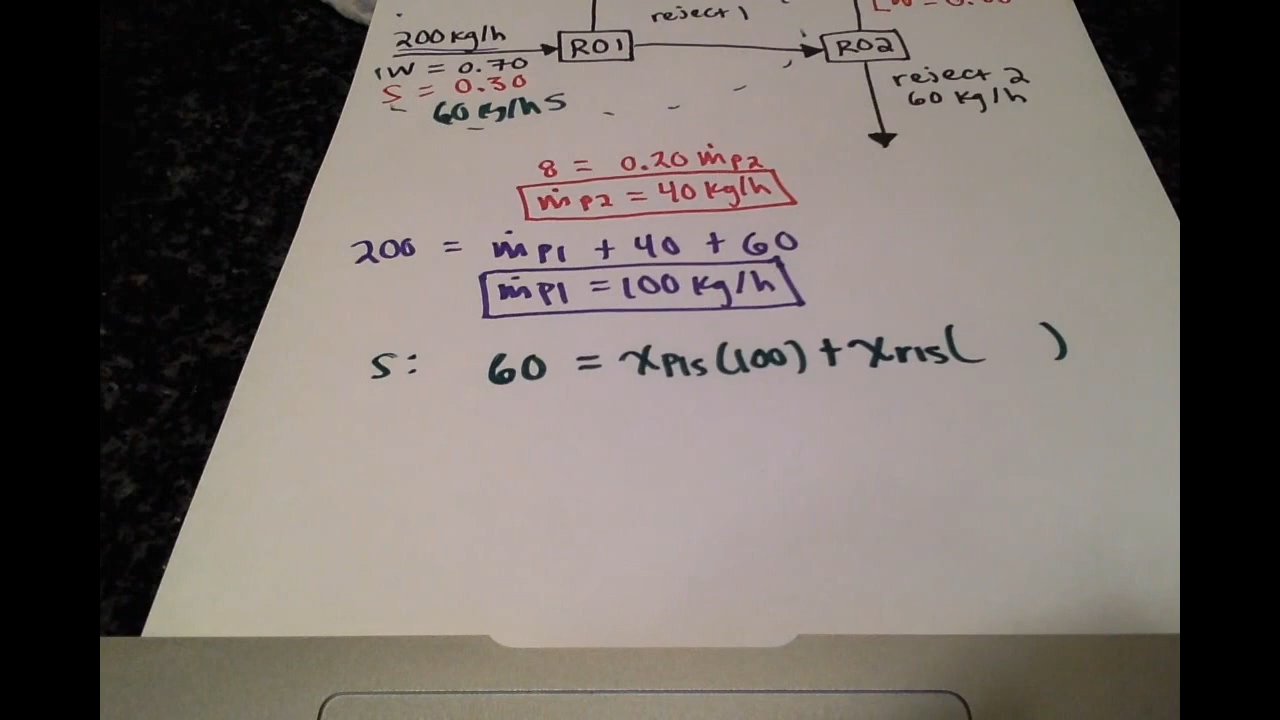 reject 1
200 kg/h
RO1
RO2
W = 0.70
S = 0.30
60 kg/h S
reject 2
60 kg/h
8 = 0.20 ṁp2
ṁp2 = 40 kg/h
200 = ṁp1 + 40 + 60
ṁp1 = 100 kg/h
S: 60 = xp1s(100) + xr1s( )